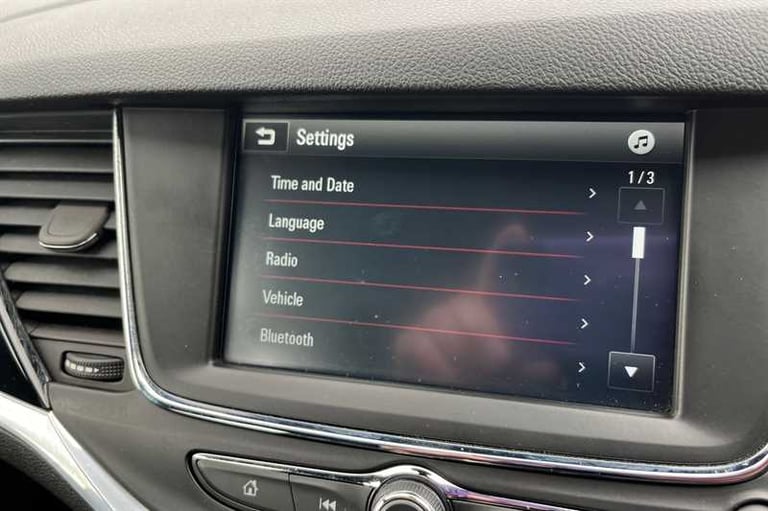 Settings
1/3
Time and Date
Language
Radio
Vehicle
Bluetooth